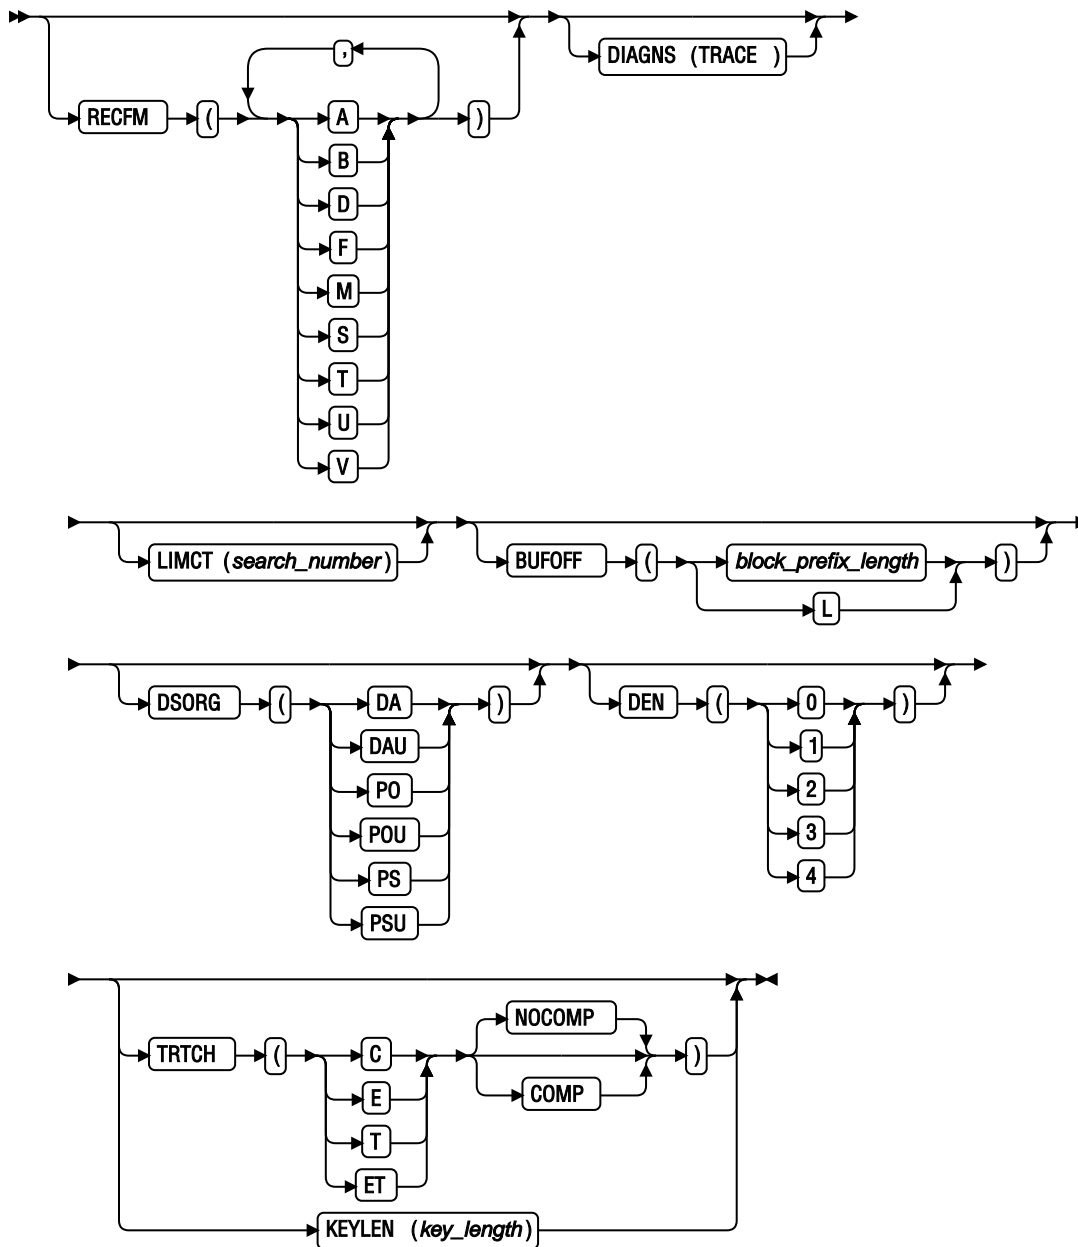 ,
DIAGNS (TRACE )
RECFM ( A )
B
D
F
M
S
T
U
V
LIMCT (search_number) BUFOFF ( block_prefix_length )
L
DSORG ( DA ) DEN ( 0 )
DAU 1
PO 2
POU 3
PS 4
PSU
NOCOMP
TRTCH ( C )
E COMP
T
ET
KEYLEN (key_length)